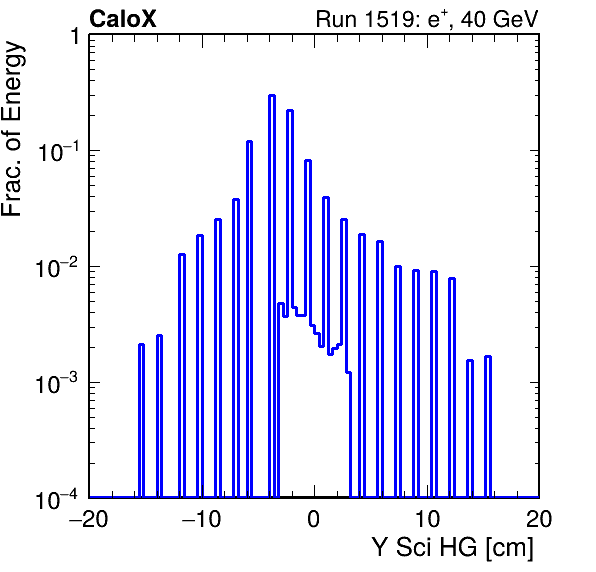 CaloX
Run 1519: e⁺, 40 GeV
Frac. of Energy
1
10⁻¹
10⁻²
10⁻³
10⁻⁴
−20
−10
0
10
20
Y Sci HG [cm]